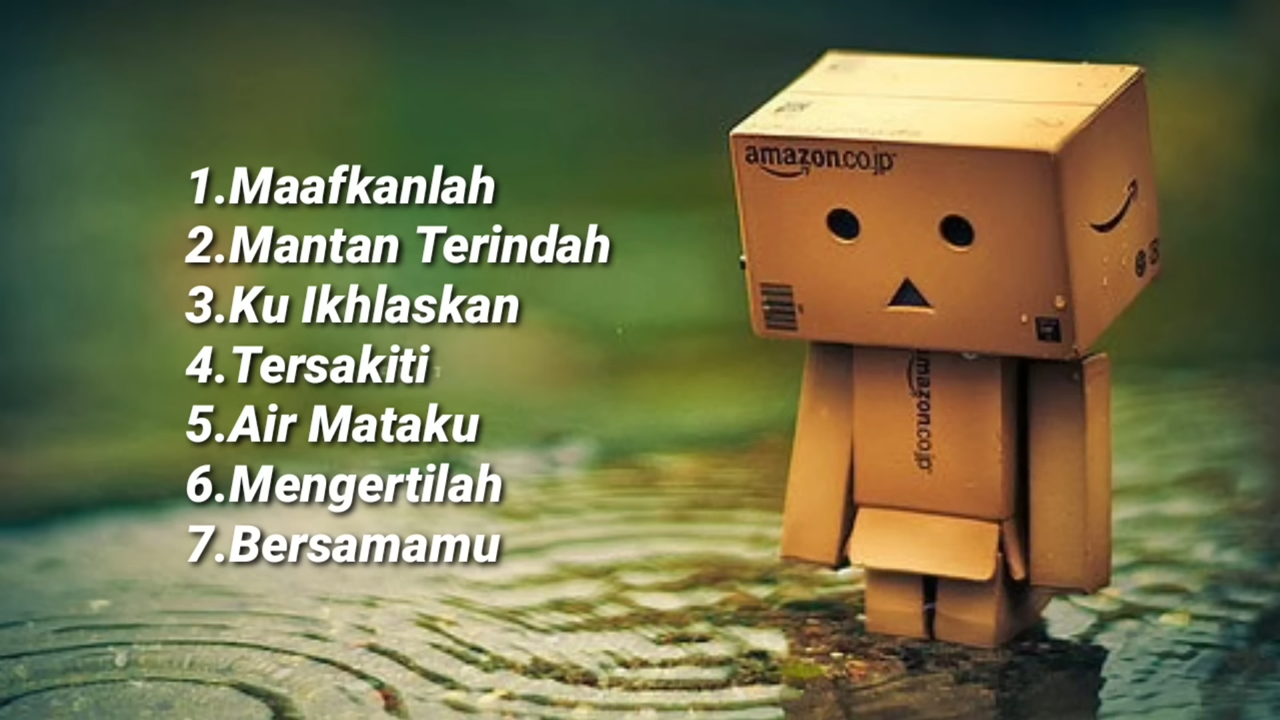 1.Maafkanlah
2.Mantan Terindah
3.Ku Ikhlaskan
4.Tersakiti
5.Air Mataku
6.Mengertilah
7.Bersamamu
amazon.co.jp
mazon.co.jp